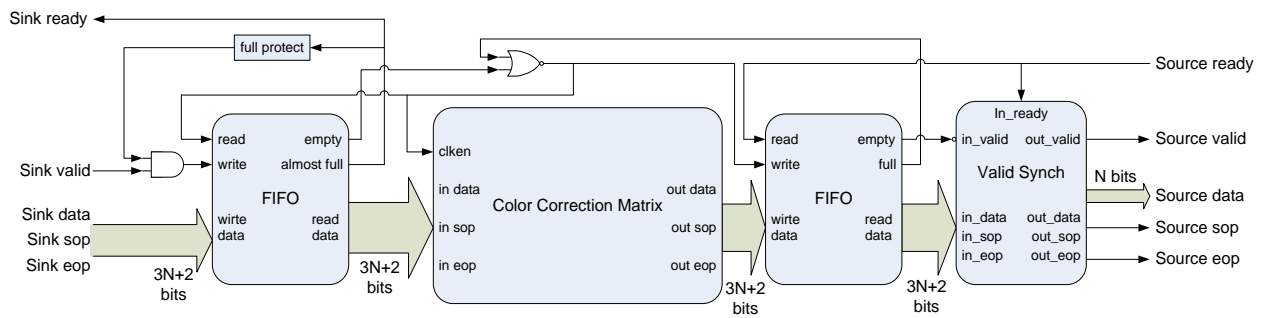 Sink ready
full protect
Source ready
In_ready
read
empty
clken
read
empty
in_valid
out_valid
Source valid
Sink valid
write
almost full
write
full
Valid Synch
N bits
FIFO
in data
out data
FIFO
Source data
Color Correction Matrix
Sink data
wirte
data
read
data
in sop
out sop
wirte
data
read
data
in_data
out_data
Sink sop
in_sop
out_sop
Source sop
Sink eop
in eop
out eop
in_eop
out_eop
Source eop
3N+2
bits
3N+2
bits
3N+2
bits
3N+2
bits